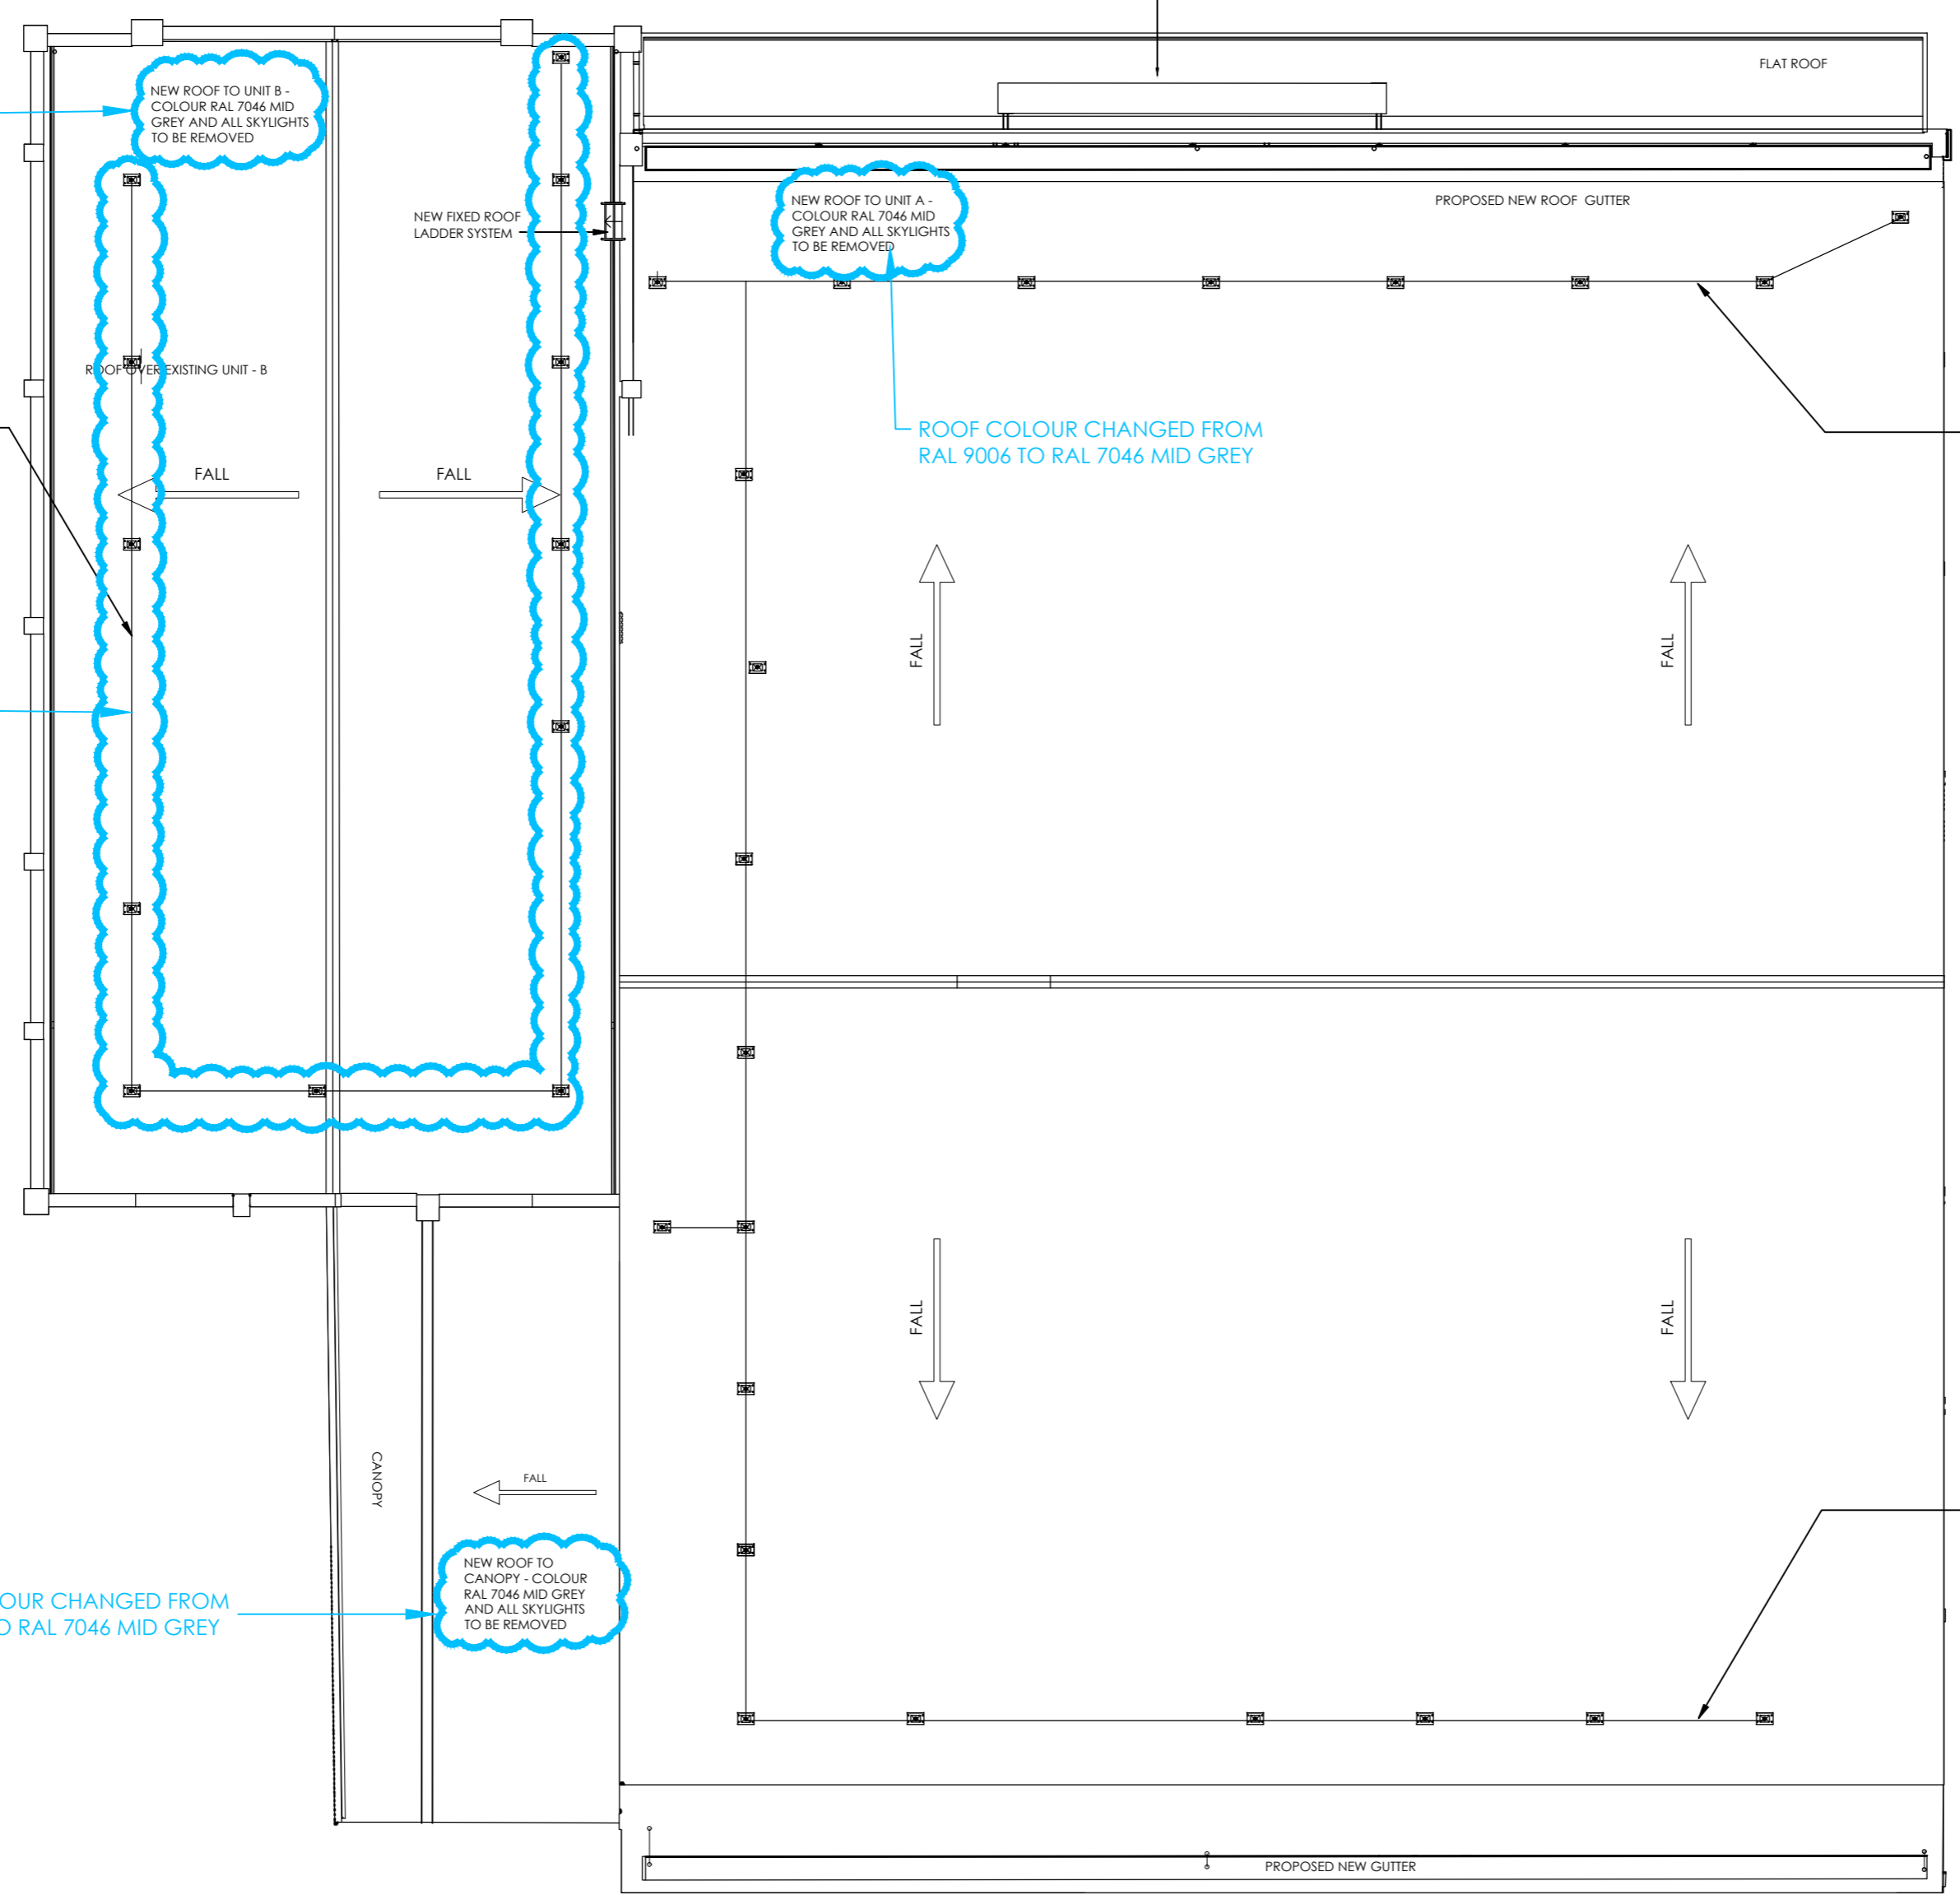 FLAT ROOF
NEW ROOF TO UNIT B -
COLOUR RAL 7046 MID
GREY AND ALL SKYLIGHTS
TO BE REMOVED
NEW FIXED ROOF
LADDER SYSTEM
NEW ROOF TO UNIT A -
COLOUR RAL 7046 MID
GREY AND ALL SKYLIGHTS
TO BE REMOVED
PROPOSED NEW ROOF GUTTER
ROOF OVER EXISTING UNIT - B
ROOF COLOUR CHANGED FROM
RAL 9006 TO RAL 7046 MID GREY
FALL
FALL
FALL
FALL
FALL
FALL
CANOPY
FALL
NEW ROOF TO
CANOPY - COLOUR
RAL 7046 MID GREY
AND ALL SKYLIGHTS
TO BE REMOVED
OUR CHANGED FROM
O RAL 7046 MID GREY
PROPOSED NEW GUTTER